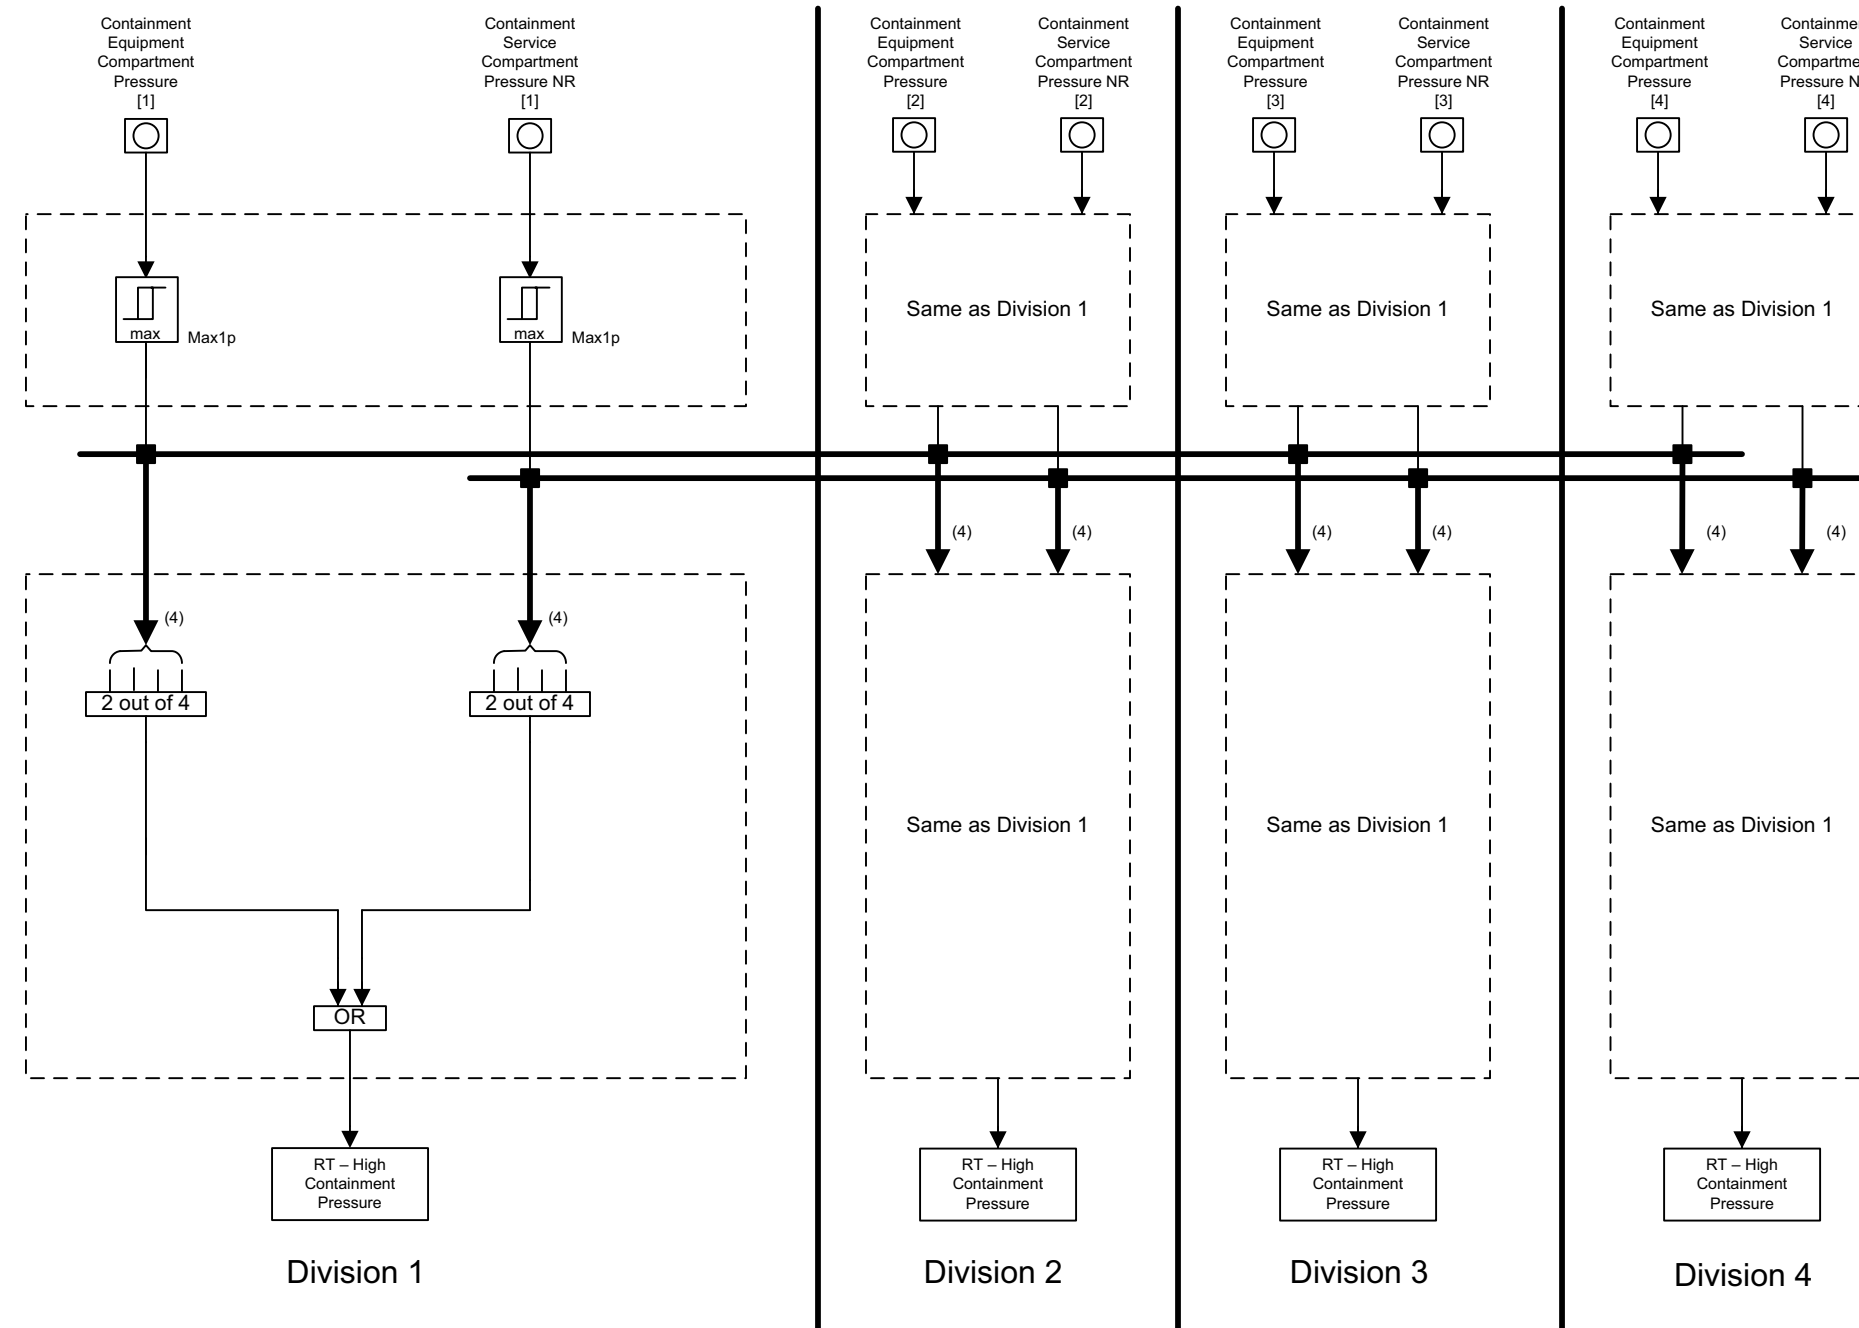 Containment
Equipment
Compartment
Pressure
[1]
Containment
Service
Compartment
Pressure NR
[1]
Containment
Equipment
Compartment
Pressure
[2]
Containment
Service
Compartment
Pressure NR
[2]
Containment
Equipment
Compartment
Pressure
[3]
Containment
Service
Compartment
Pressure NR
[3]
Containment
Equipment
Compartment
Pressure
[4]
Containme
Service
Compartme
Pressure N
[4]
max
Max1p
max
Max1p
Same as Division 1
Same as Division 1
Same as Division 1
(4)
(4)
(4)
(4)
(4)
(4)
(4)
(4)
2 out of 4
2 out of 4
Same as Division 1
Same as Division 1
Same as Division 1
OR
RT – High
Containment
Pressure
RT – High
Containment
Pressure
RT – High
Containment
Pressure
RT – High
Containment
Pressure
Division 1
Division 2
Division 3
Division 4